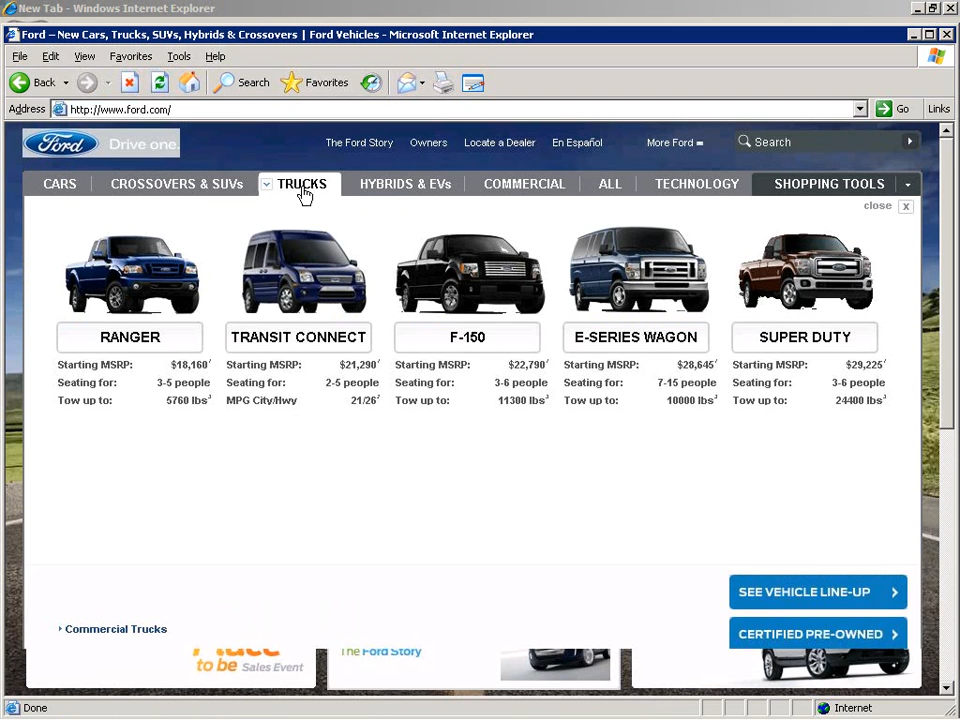 New Tab - Windows Internet Explorer
Ford – New Cars, Trucks, SUVs, Hybrids & Crossovers | Ford Vehicles - Microsoft Internet Explorer
File Edit View Favorites Tools Help
Back Search Favorites
Address http://www.ford.com/ Go Links
Ford Drive one. The Ford Story Owners Locate a Dealer En Español More Ford Search
CARS CROSSOVERS & SUVs TRUCKS HYBRIDS & EVs COMMERCIAL ALL TECHNOLOGY SHOPPING TOOLS
close x
RANGER TRANSIT CONNECT F-150 E-SERIES WAGON SUPER DUTY
Starting MSRP: $18,160 Starting MSRP: $21,290 Starting MSRP: $22,790 Starting MSRP: $28,645 Starting MSRP: $29,225
Seating for: 3-5 people Seating for: 2-5 people Seating for: 3-6 people Seating for: 7-15 people Seating for: 3-6 people
Tow up to: 5760 lbs³ MPG City/Hwy 21/26 Tow up to: 11300 lbs³ Tow up to: 10000 lbs³ Tow up to: 24400 lbs³
SEE VEHICLE LINE-UP
Commercial Trucks
CERTIFIED PRE-OWNED
to be Sales Event
The Ford Story
Done Internet